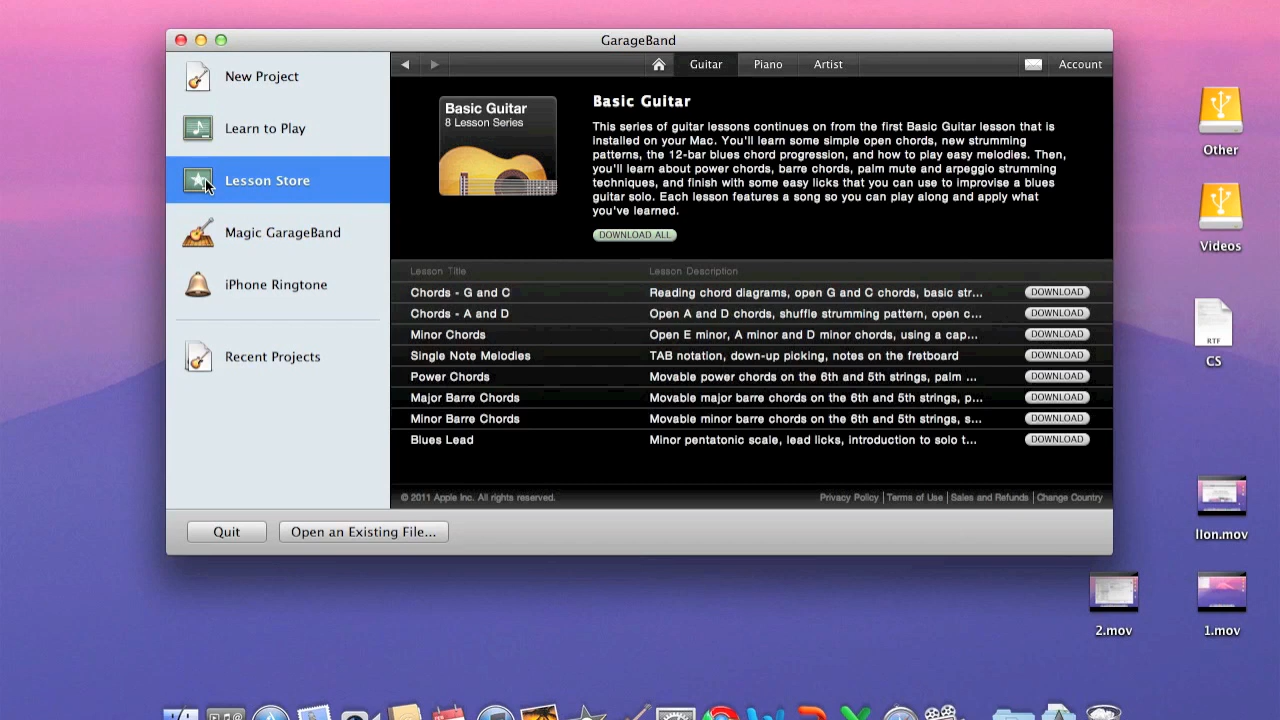 GarageBand
New Project
Learn to Play
Lesson Store
Magic GarageBand
iPhone Ringtone
Recent Projects
Guitar
Piano
Artist
Account
Basic Guitar
8 Lesson Series
Basic Guitar
This series of guitar lessons continues on from the first Basic Guitar lesson that is
installed on your Mac. You'll learn some simple open chords, new strumming
patterns, the 12-bar blues chord progression, and how to play easy melodies. Then,
you'll learn about power chords, barre chords, palm mute and arpeggio strumming
techniques, and finish with some easy licks that you can use to improvise a blues
guitar solo. Each lesson features a song so you can play along and apply what
you've learned.
DOWNLOAD ALL
Lesson Title Lesson Description
Chords - G and C Reading chord diagrams, open G and C chords, basic str... DOWNLOAD
Chords - A and D Open A and D chords, shuffle strumming pattern, open c... DOWNLOAD
Minor Chords Open E minor, A minor and D minor chords, using a cap... DOWNLOAD
Single Note Melodies TAB notation, down-up picking, notes on the fretboard DOWNLOAD
Power Chords Movable power chords on the 6th and 5th strings, palm ... DOWNLOAD
Major Barre Chords Movable major barre chords on the 6th and 5th strings, p... DOWNLOAD
Minor Barre Chords Movable minor barre chords on the 6th and 5th strings, s... DOWNLOAD
Blues Lead Minor pentatonic scale, lead licks, introduction to solo t... DOWNLOAD
© 2011 Apple Inc. All rights reserved. Privacy Policy | Terms of Use | Sales and Refunds | Change Country
Quit
Open an Existing File...
Other
Videos
RTF
CS
lIon.mov
2.mov
1.mov